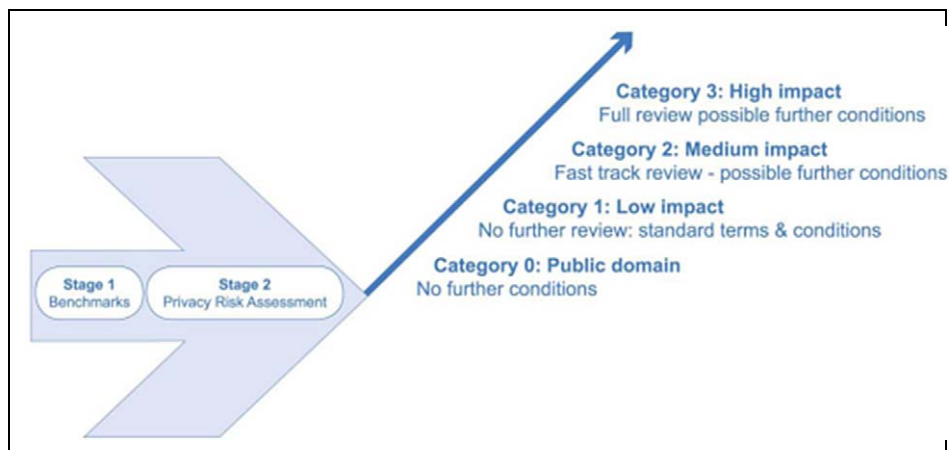 Category 3: High impact
Full review possible further conditions
Category 2: Medium impact
Fast track review - possible further conditions
Category 1: Low impact
No further review: standard terms & conditions
Category 0: Public domain
No further conditions
Stage 1
Benchmarks
Stage 2
Privacy Risk Assessment